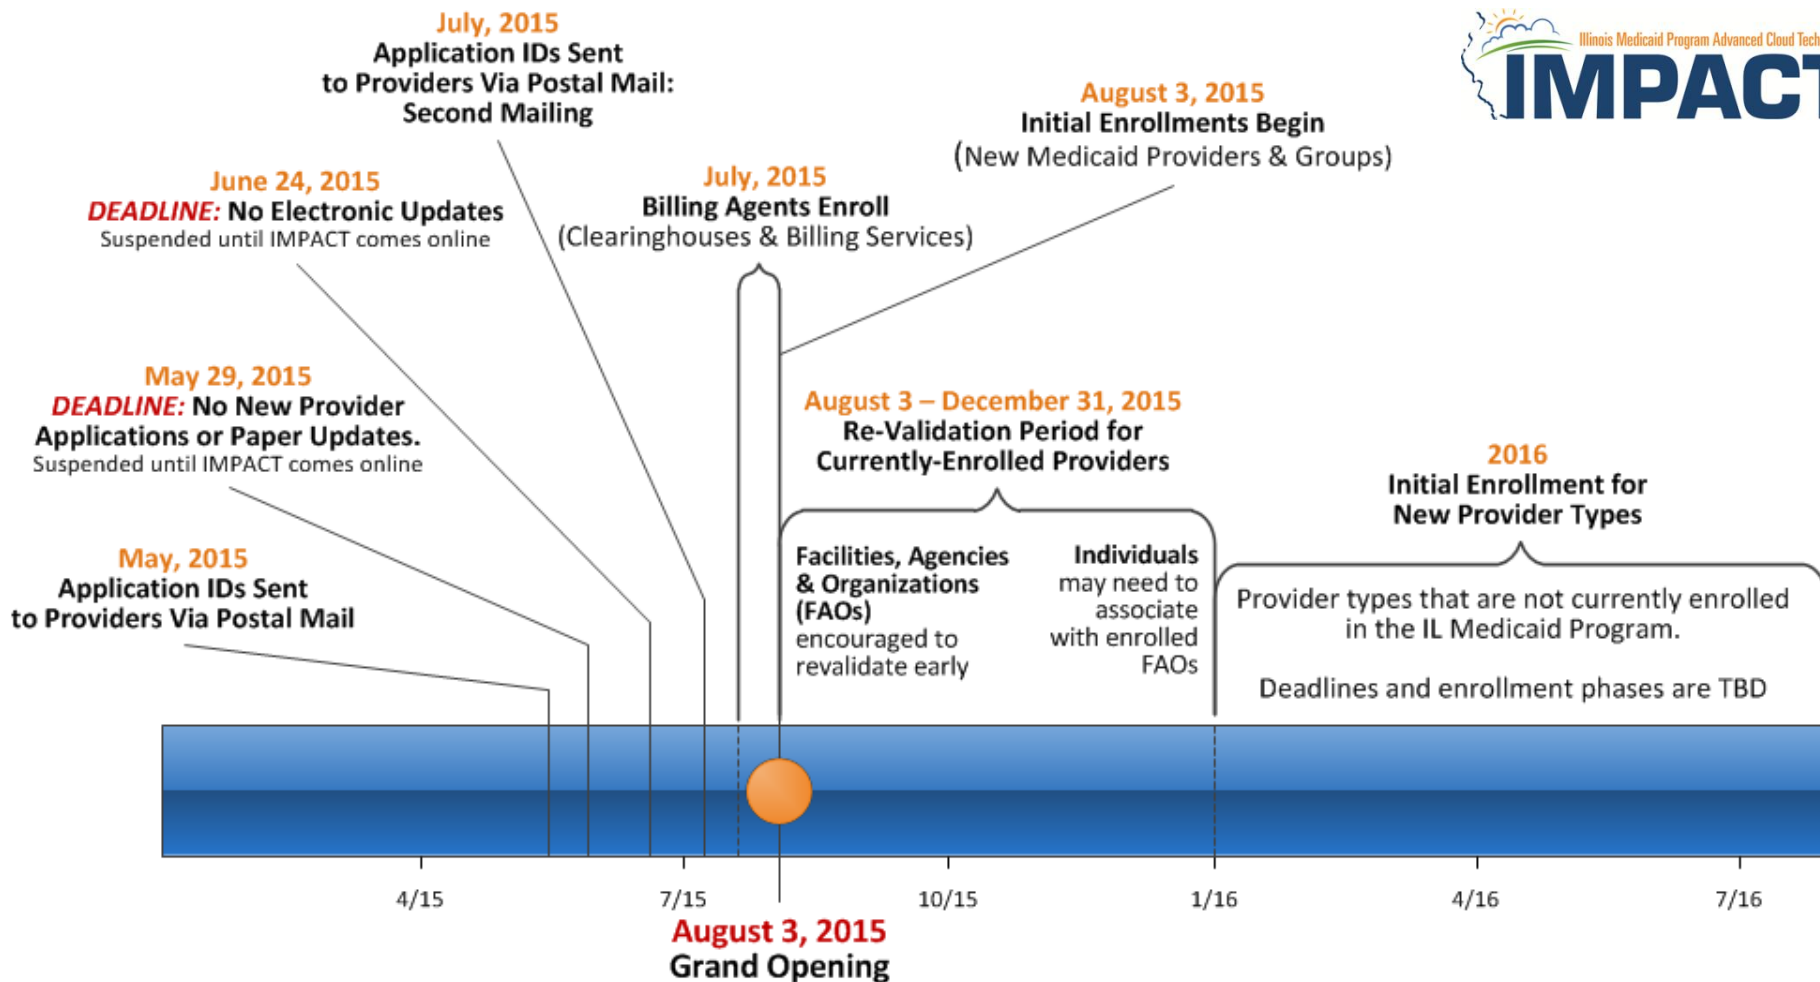 July, 2015
Application IDs Sent
to Providers Via Postal Mail:
Second Mailing
Illinois Medicaid Program Advanced Cloud
IMPACT
August 3, 2015
Initial Enrollments Begin
(New Medicaid Providers & Groups)
June 24, 2015
DEADLINE: No Electronic Updates
Suspended until IMPACT comes online
July, 2015
Billing Agents Enroll
(Clearinghouses & Billing Services)
May 29, 2015
DEADLINE: No New Provider
Applications or Paper Updates.
Suspended until IMPACT comes online
August 3 – December 31, 2015
Re-Validation Period for
Currently-Enrolled Providers
2016
Initial Enrollment for
New Provider Types
May, 2015
Application IDs Sent
to Providers Via Postal Mail
Facilities, Agencies
& Organizations
(FAOs)
encouraged to
revalidate early
Individuals
may need to
associate
with enrolled
FAOs
Provider types that are not currently enrolled
in the IL Medicaid Program.
Deadlines and enrollment phases are TBD
4/15
7/15
10/15
1/16
4/16
7/16
August 3, 2015
Grand Opening